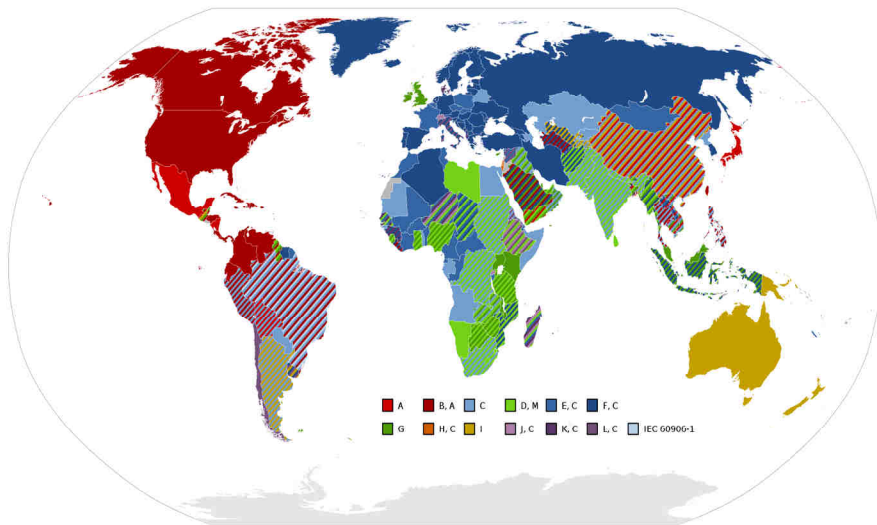 A B, A C D, M E, C F, C
G H, C I J, C K, C L, C IEC 60906-1